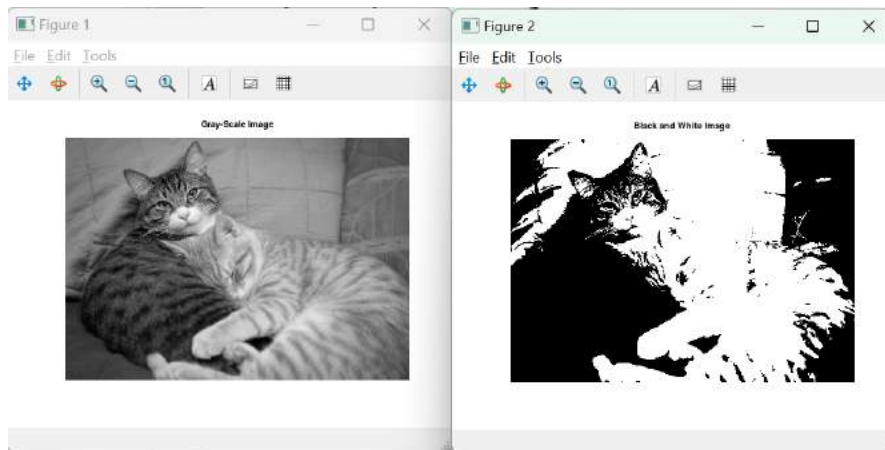 Figure 1
File Edit Tools
A
Gray-Scale Image
Figure 2
File Edit Tools
A
Black and White Image